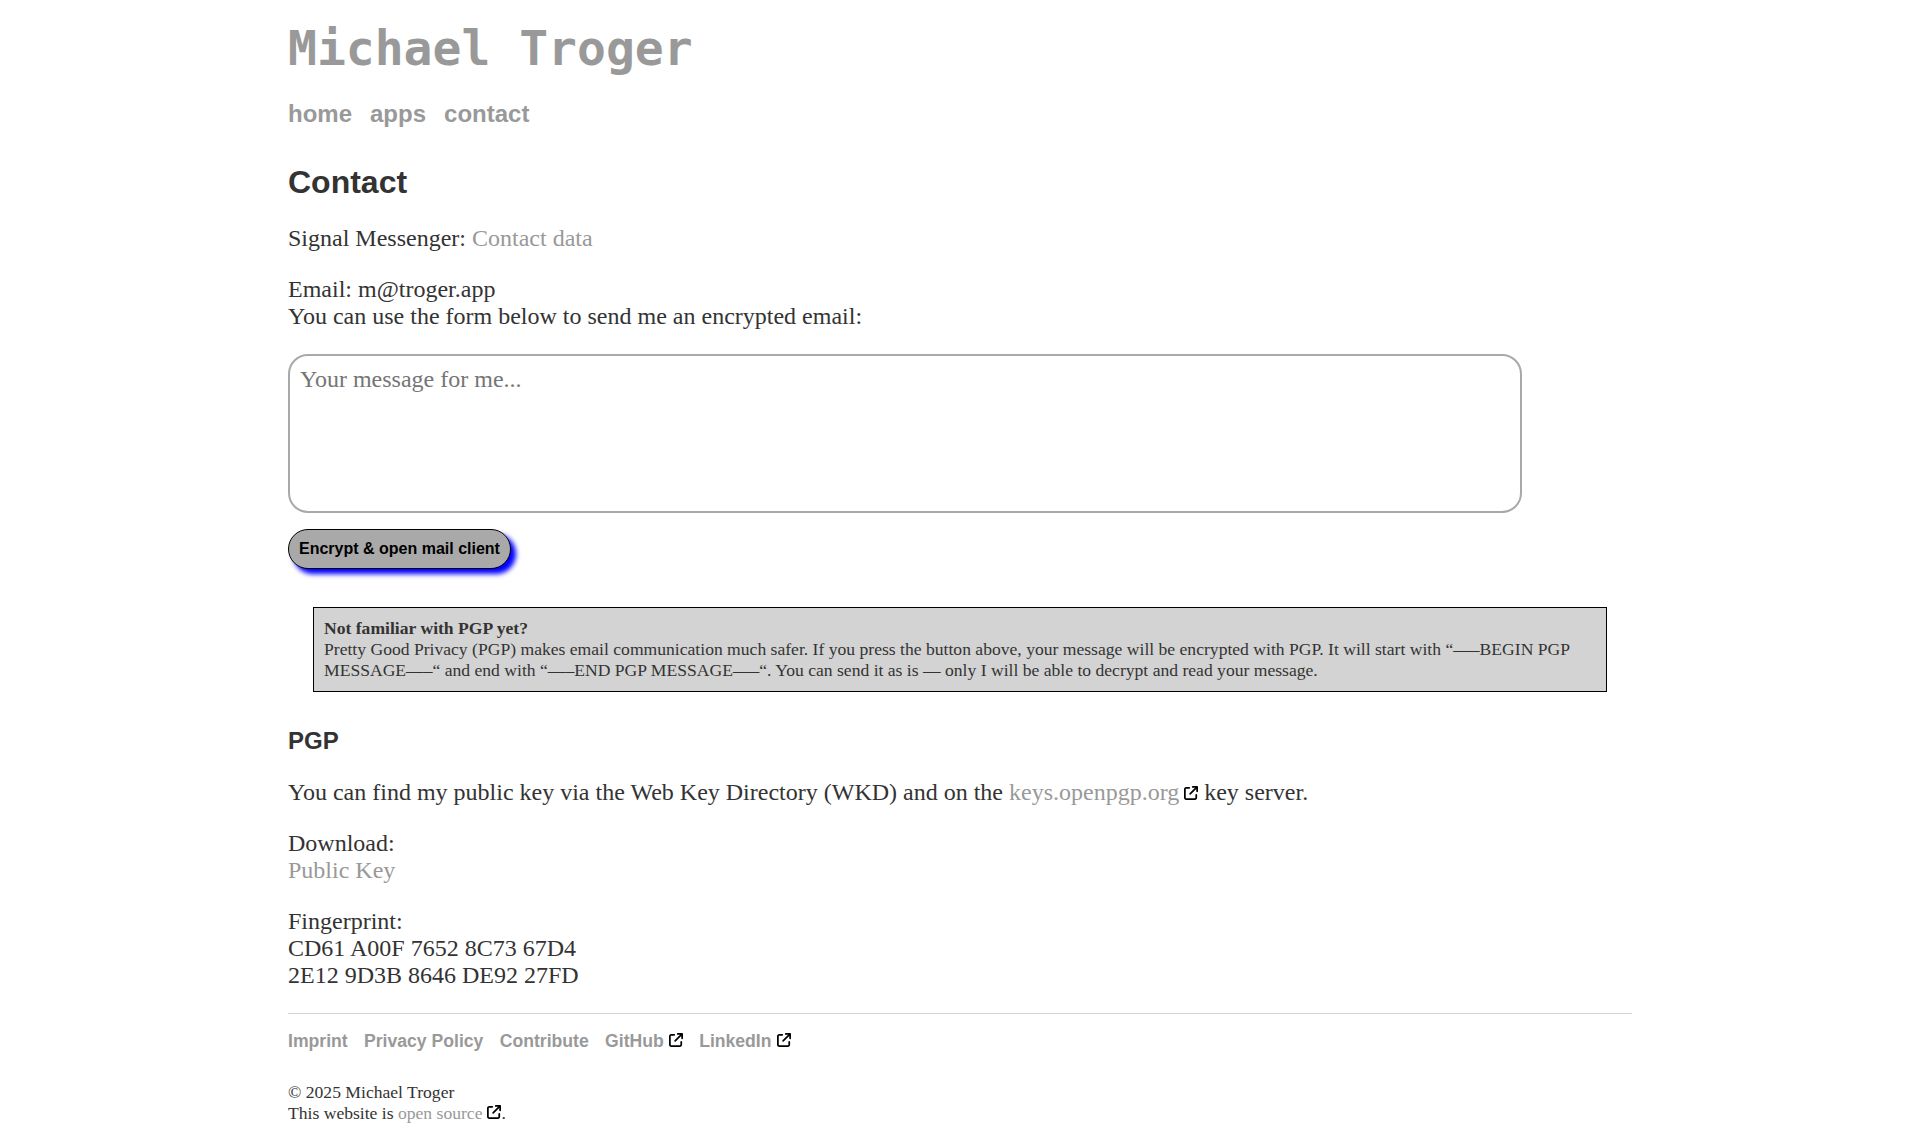 Michael Troger
home apps contact
Contact
Signal Messenger: Contact data
Email: m@troger.app
You can use the form below to send me an encrypted email:
Your message for me...
Encrypt & open mail client
Not familiar with PGP yet?
Pretty Good Privacy (PGP) makes email communication much safer. If you press the button above, your message will be encrypted with PGP. It will start with “—–BEGIN PGP
MESSAGE—–“ and end with “—–END PGP MESSAGE—–“. You can send it as is — only I will be able to decrypt and read your message.
PGP
You can find my public key via the Web Key Directory (WKD) and on the keys.openpgp.org key server.
Download:
Public Key
Fingerprint:
CD61 A00F 7652 8C73 67D4
2E12 9D3B 8646 DE92 27FD
Imprint Privacy Policy Contribute GitHub LinkedIn
© 2025 Michael Troger
This website is open source.